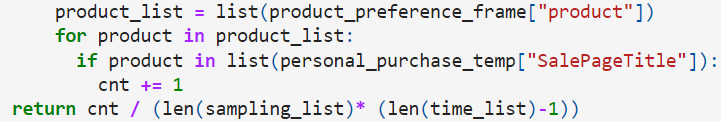 product_list = list(product_preference_frame["product"])
for product in product_list:
if product in list(personal_purchase_temp["SalePageTitle"]):
cnt += 1
return cnt / (len(sampling_list)* (len(time_list)-1))